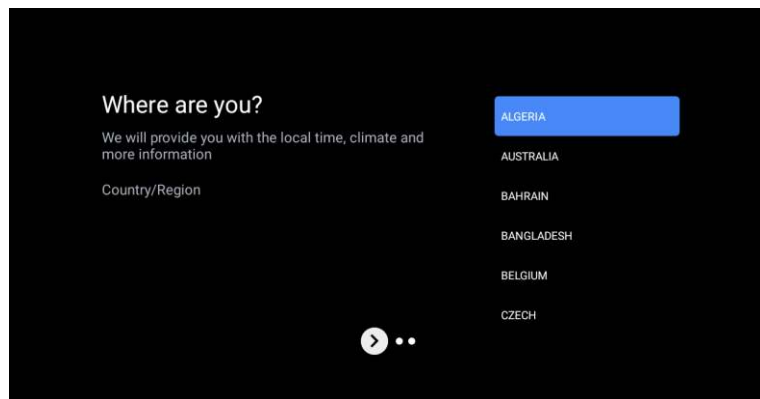 Where are you?
We will provide you with the local time, climate and
more information
Country/Region
ALGERIA
AUSTRALIA
BAHRAIN
BANGLADESH
BELGIUM
CZECH